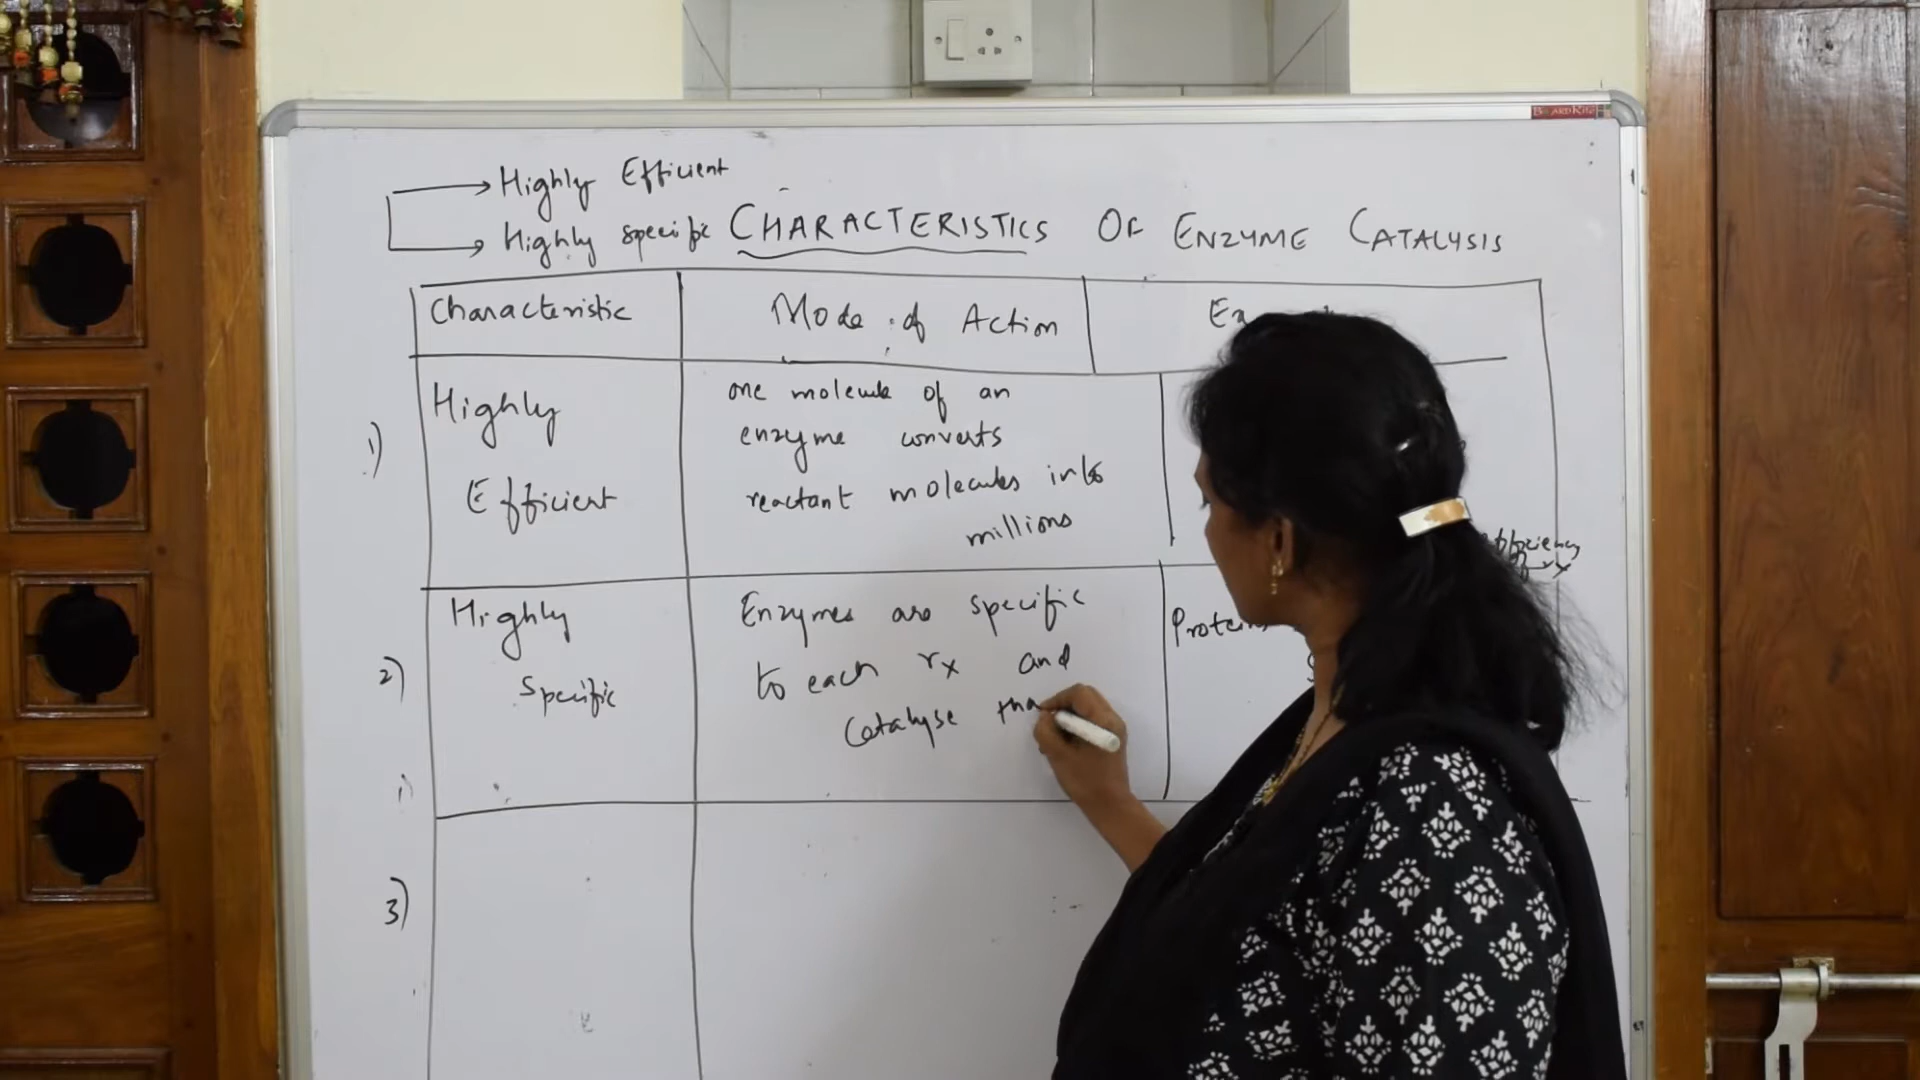 Highly Efficient
Highly specific
CHARACTERISTICS OF ENZYME CATALYSIS
Characteristic
Mode of Action
1)
Highly
Efficient
one molecule of an
enzyme converts
reactant molecules into
millions
efficiency
2)
Highly
Specific
Enzymes are specific
to each rx and
Catalyse tha
Protein
3)